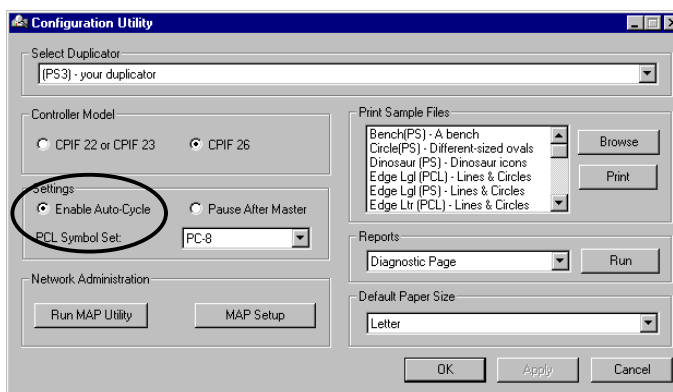 Configuration Utility
Select Duplicator
(PS3) - your duplicator
Controller Model
CPIF 22 or CPIF 23
CPIF 26
Settings
Enable Auto-Cycle
Pause After Master
PCL Symbol Set:
PC-8
Network Administration
Run MAP Utility
MAP Setup
Print Sample Files
Bench(PS) - A bench
Circle(PS) - Different-sized ovals
Dinosaur (PS) - Dinosaur icons
Edge Lgl (PCL) - Lines & Circles
Edge Lgl (PS) - Lines & Circles
Edge Ltr (PCL) - Lines & Circles
Browse
Print
Reports
Diagnostic Page
Run
Default Paper Size
Letter
OK
Apply
Cancel